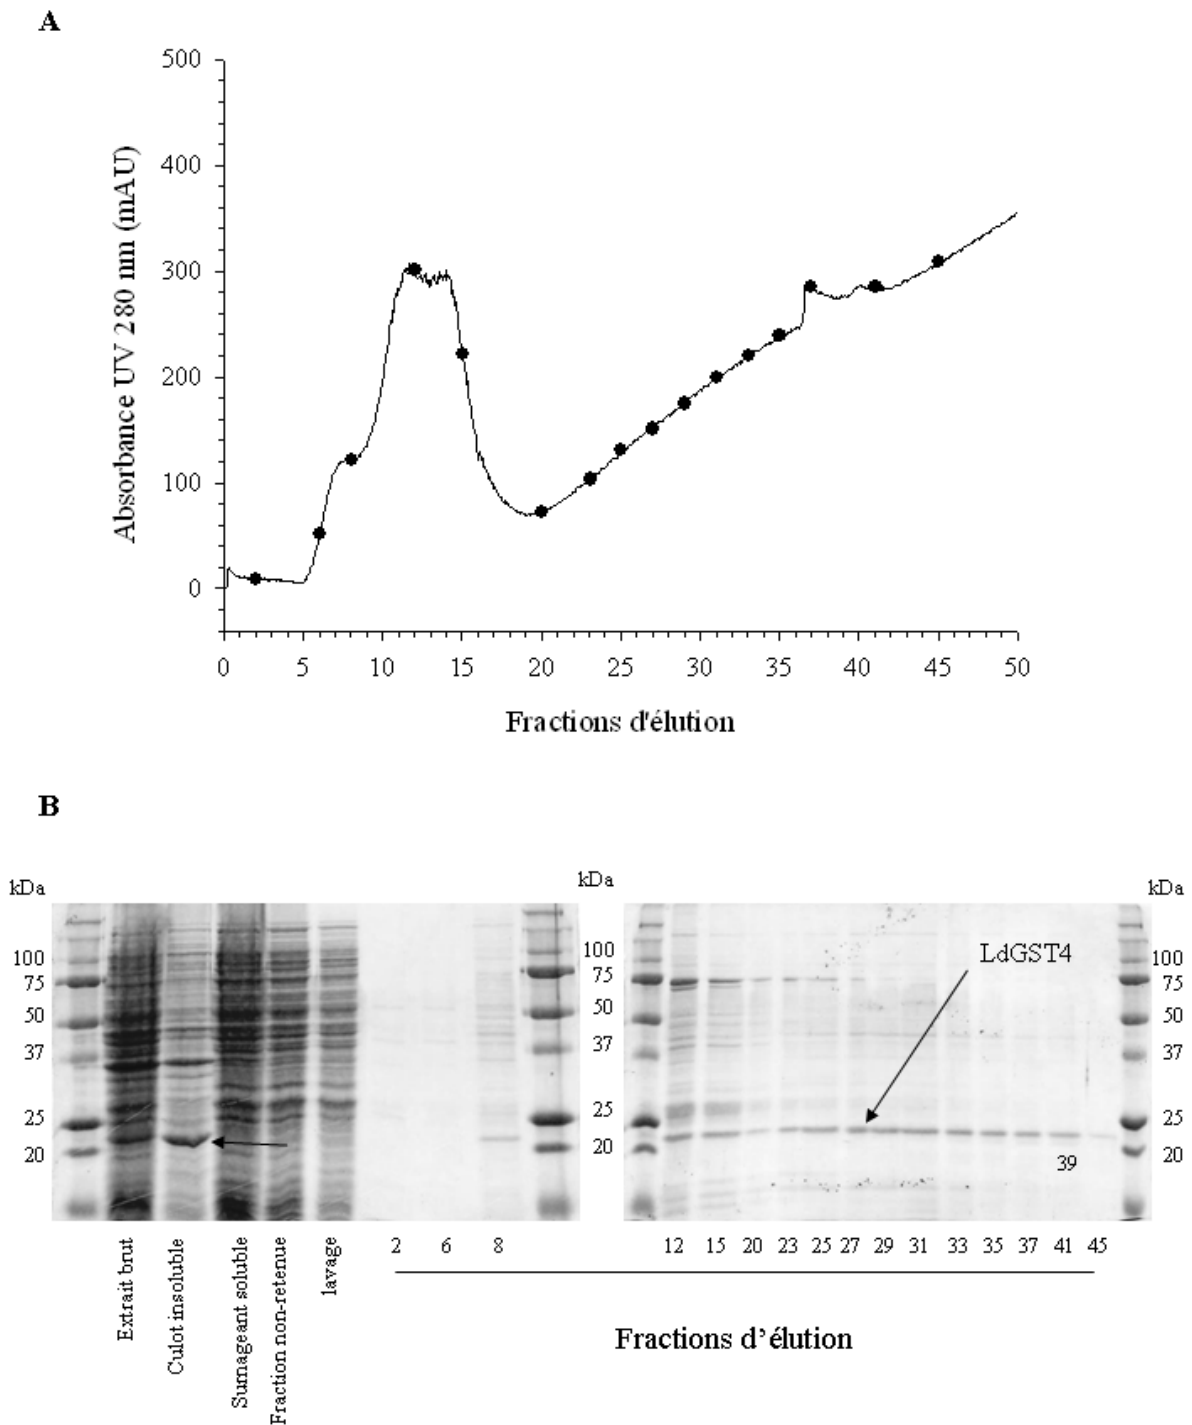 A
500
400
300
200
100
0
Absorbance UV 280 nm (mAU)
0 5 10 15 20 25 30 35 40 45 50
Fractions d'élution
B
kDa
100
75
50
37
25
20
kDa
100
75
50
37
25
20
LdGST4
39
kDa
100
75
50
37
25
20
Extrait brut
Culot insoluble
Surnageant soluble
Fraction non-retenue
lavage
2 6 8 12 15 20 23 25 27 29 31 33 35 37 41 45
Fractions d’élution